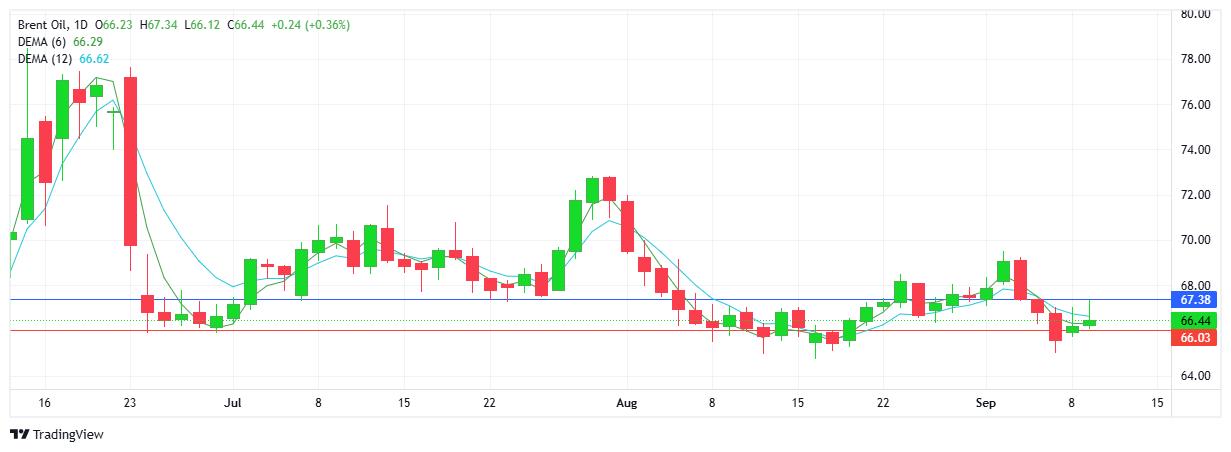 Brent Oil, 1D O66.23 H67.34 L66.12 C66.44 +0.24 (+0.36%)
DEMA (6) 66.29
DEMA (12) 66.62
80.00
78.00
76.00
74.00
72.00
70.00
68.00
67.38
66.44
66.03
64.00
16 23 Jul 8 15 22 Aug 8 15 22 Sep 8 15
TradingView